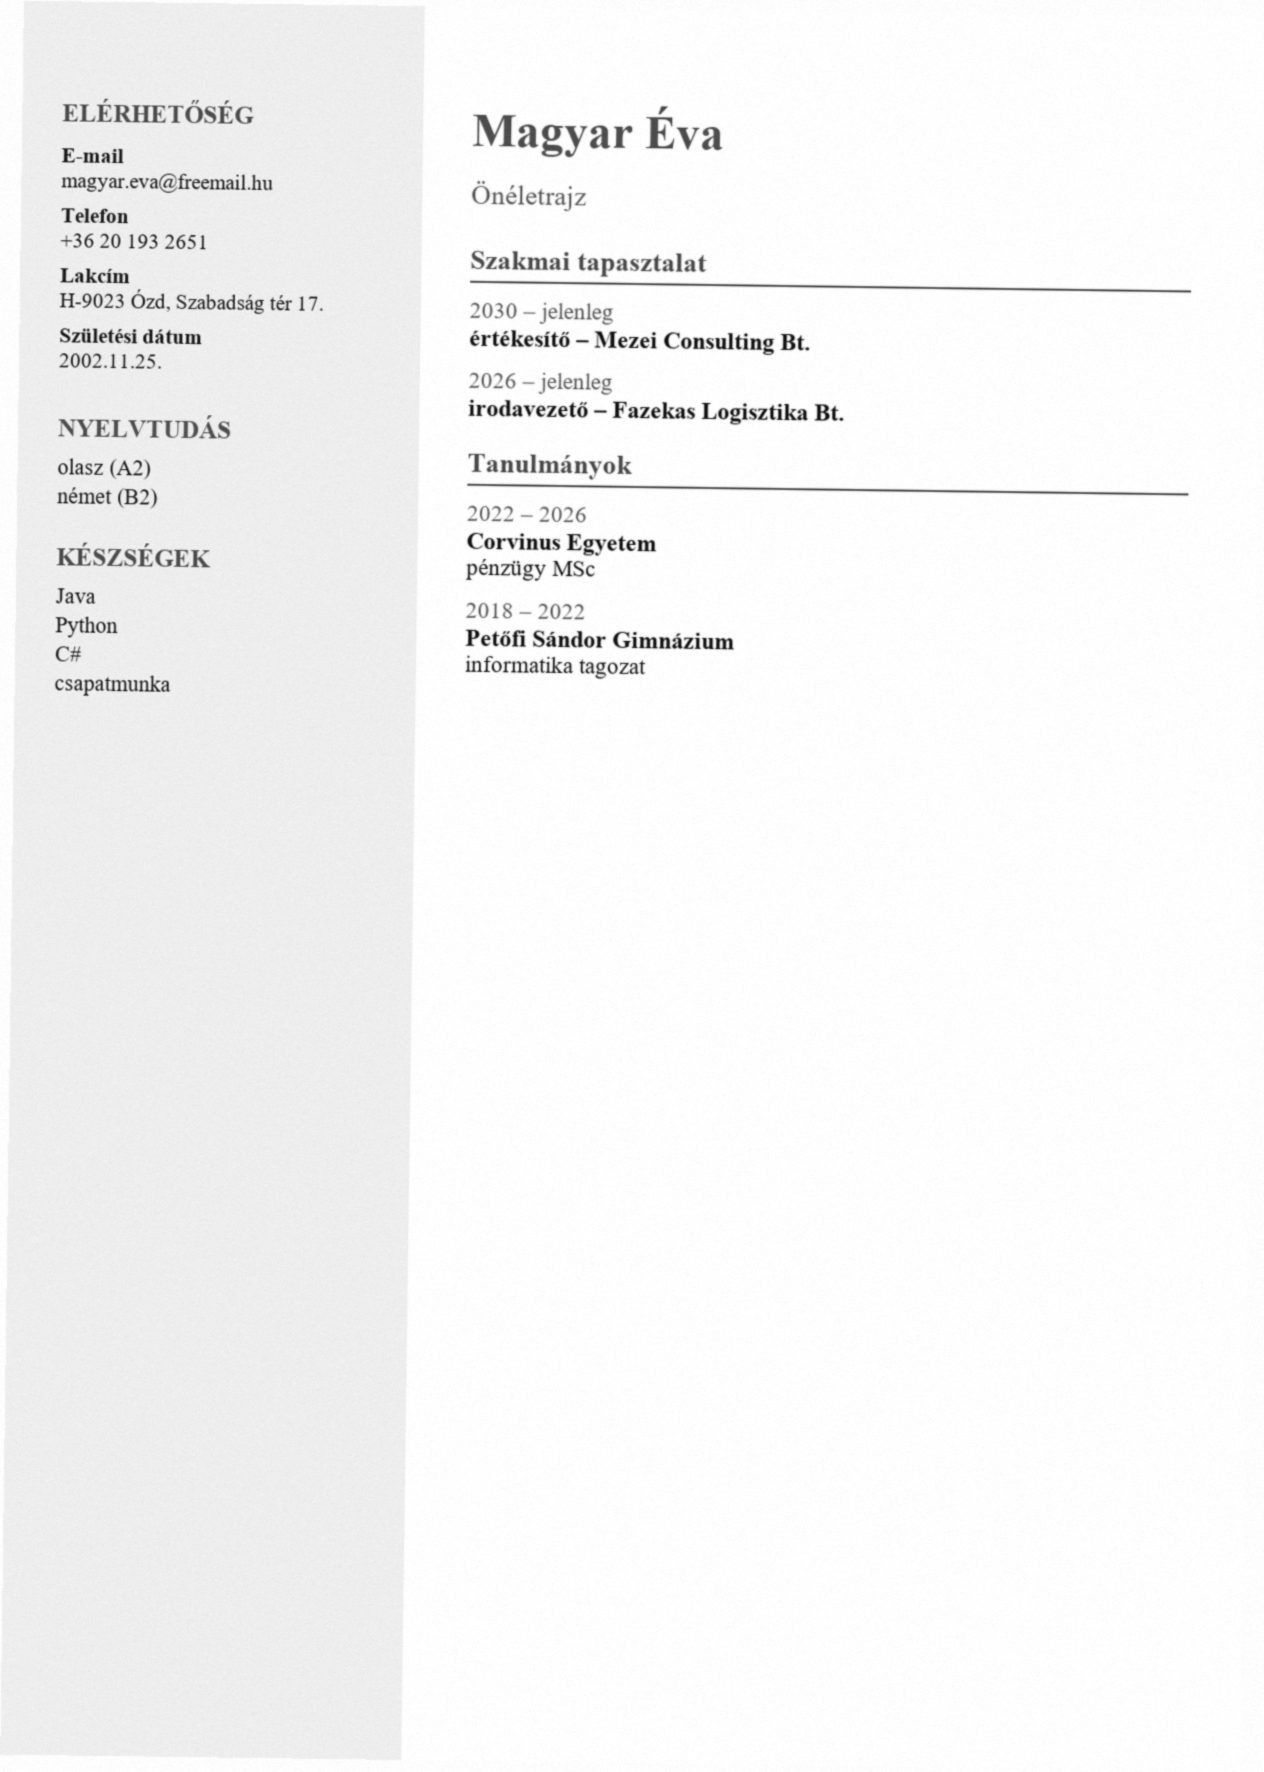 ELÉRHETŐSÉG
E-mail
magyar.eva@freemail.hu
Telefon
+36 20 193 2651
Lakcím
H-9023 Ózd, Szabadság tér 17.
Születési dátum
2002.11.25.
NYELVTUDÁS
olasz (A2)
német (B2)
KÉSZSÉGEK
Java
Python
C#
csapatmunka
Magyar Éva
Önéletrajz
Szakmai tapasztalat
2030 – jelenleg
értékesítő – Mezei Consulting Bt.
2026 – jelenleg
irodavezető – Fazekas Logisztika Bt.
Tanulmányok
2022 – 2026
Corvinus Egyetem
pénzügy MSc
2018 – 2022
Petőfi Sándor Gimnázium
informatika tagozat